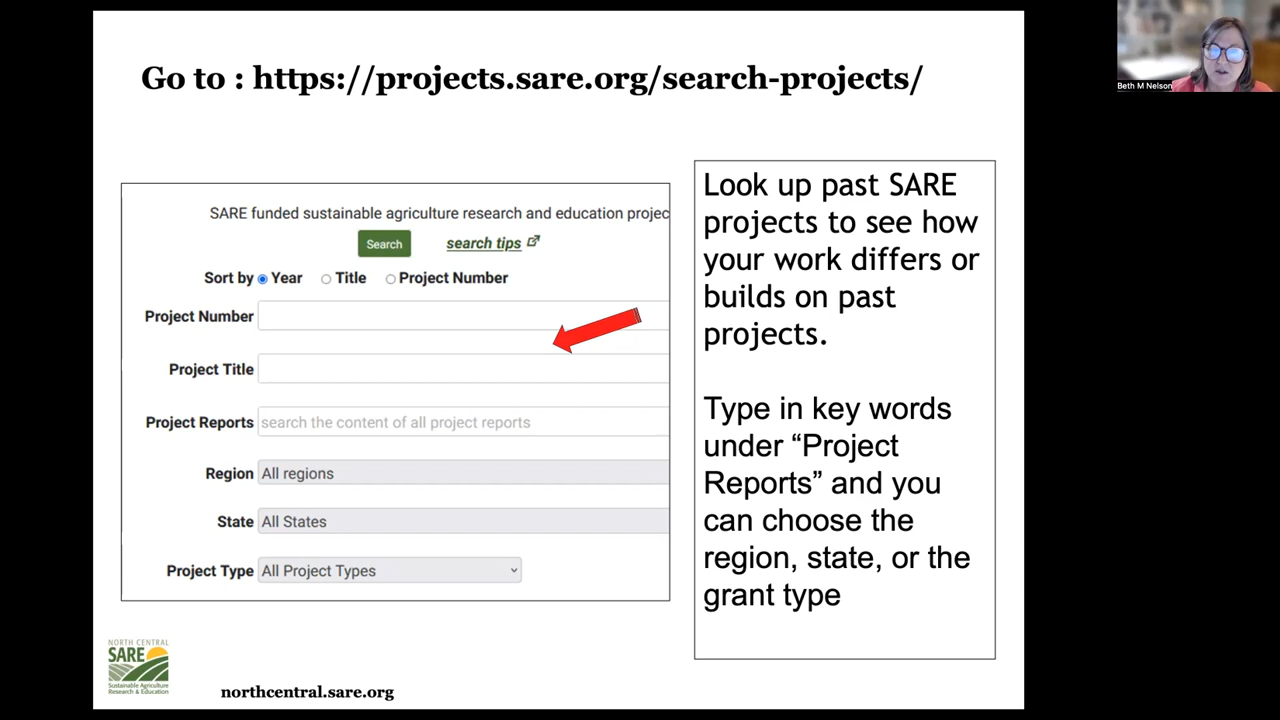 Go to : https://projects.sare.org/search-projects/
Beth M Nelson
SARE funded sustainable agriculture research and education projec
Search
search tips
Sort by Year Title Project Number
Project Number
Project Title
Project Reports search the content of all project reports
Region All regions
State All States
Project Type All Project Types
Look up past SARE
projects to see how
your work differs or
builds on past
projects.
Type in key words
under “Project
Reports” and you
can choose the
region, state, or the
grant type
NORTH CENTRAL
SARE
Sustainable Agriculture
Research & Education
northcentral.sare.org